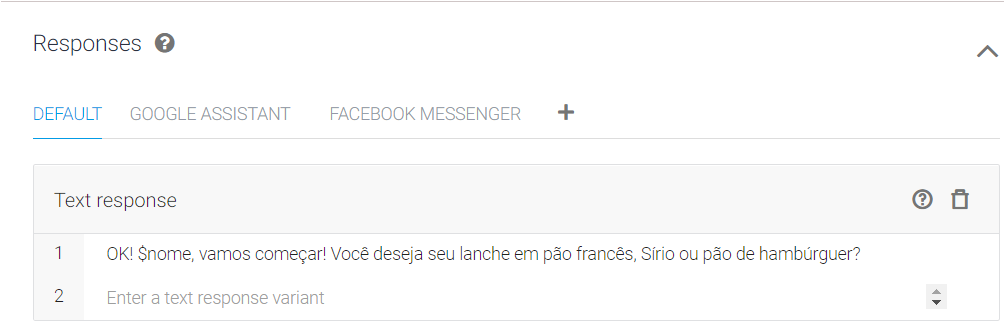 Responses
DEFAULT GOOGLE ASSISTANT FACEBOOK MESSENGER +
Text response
1 OK! $nome, vamos começar! Você deseja seu lanche em pão francês, Sírio ou pão de hambúrguer?
2 Enter a text response variant